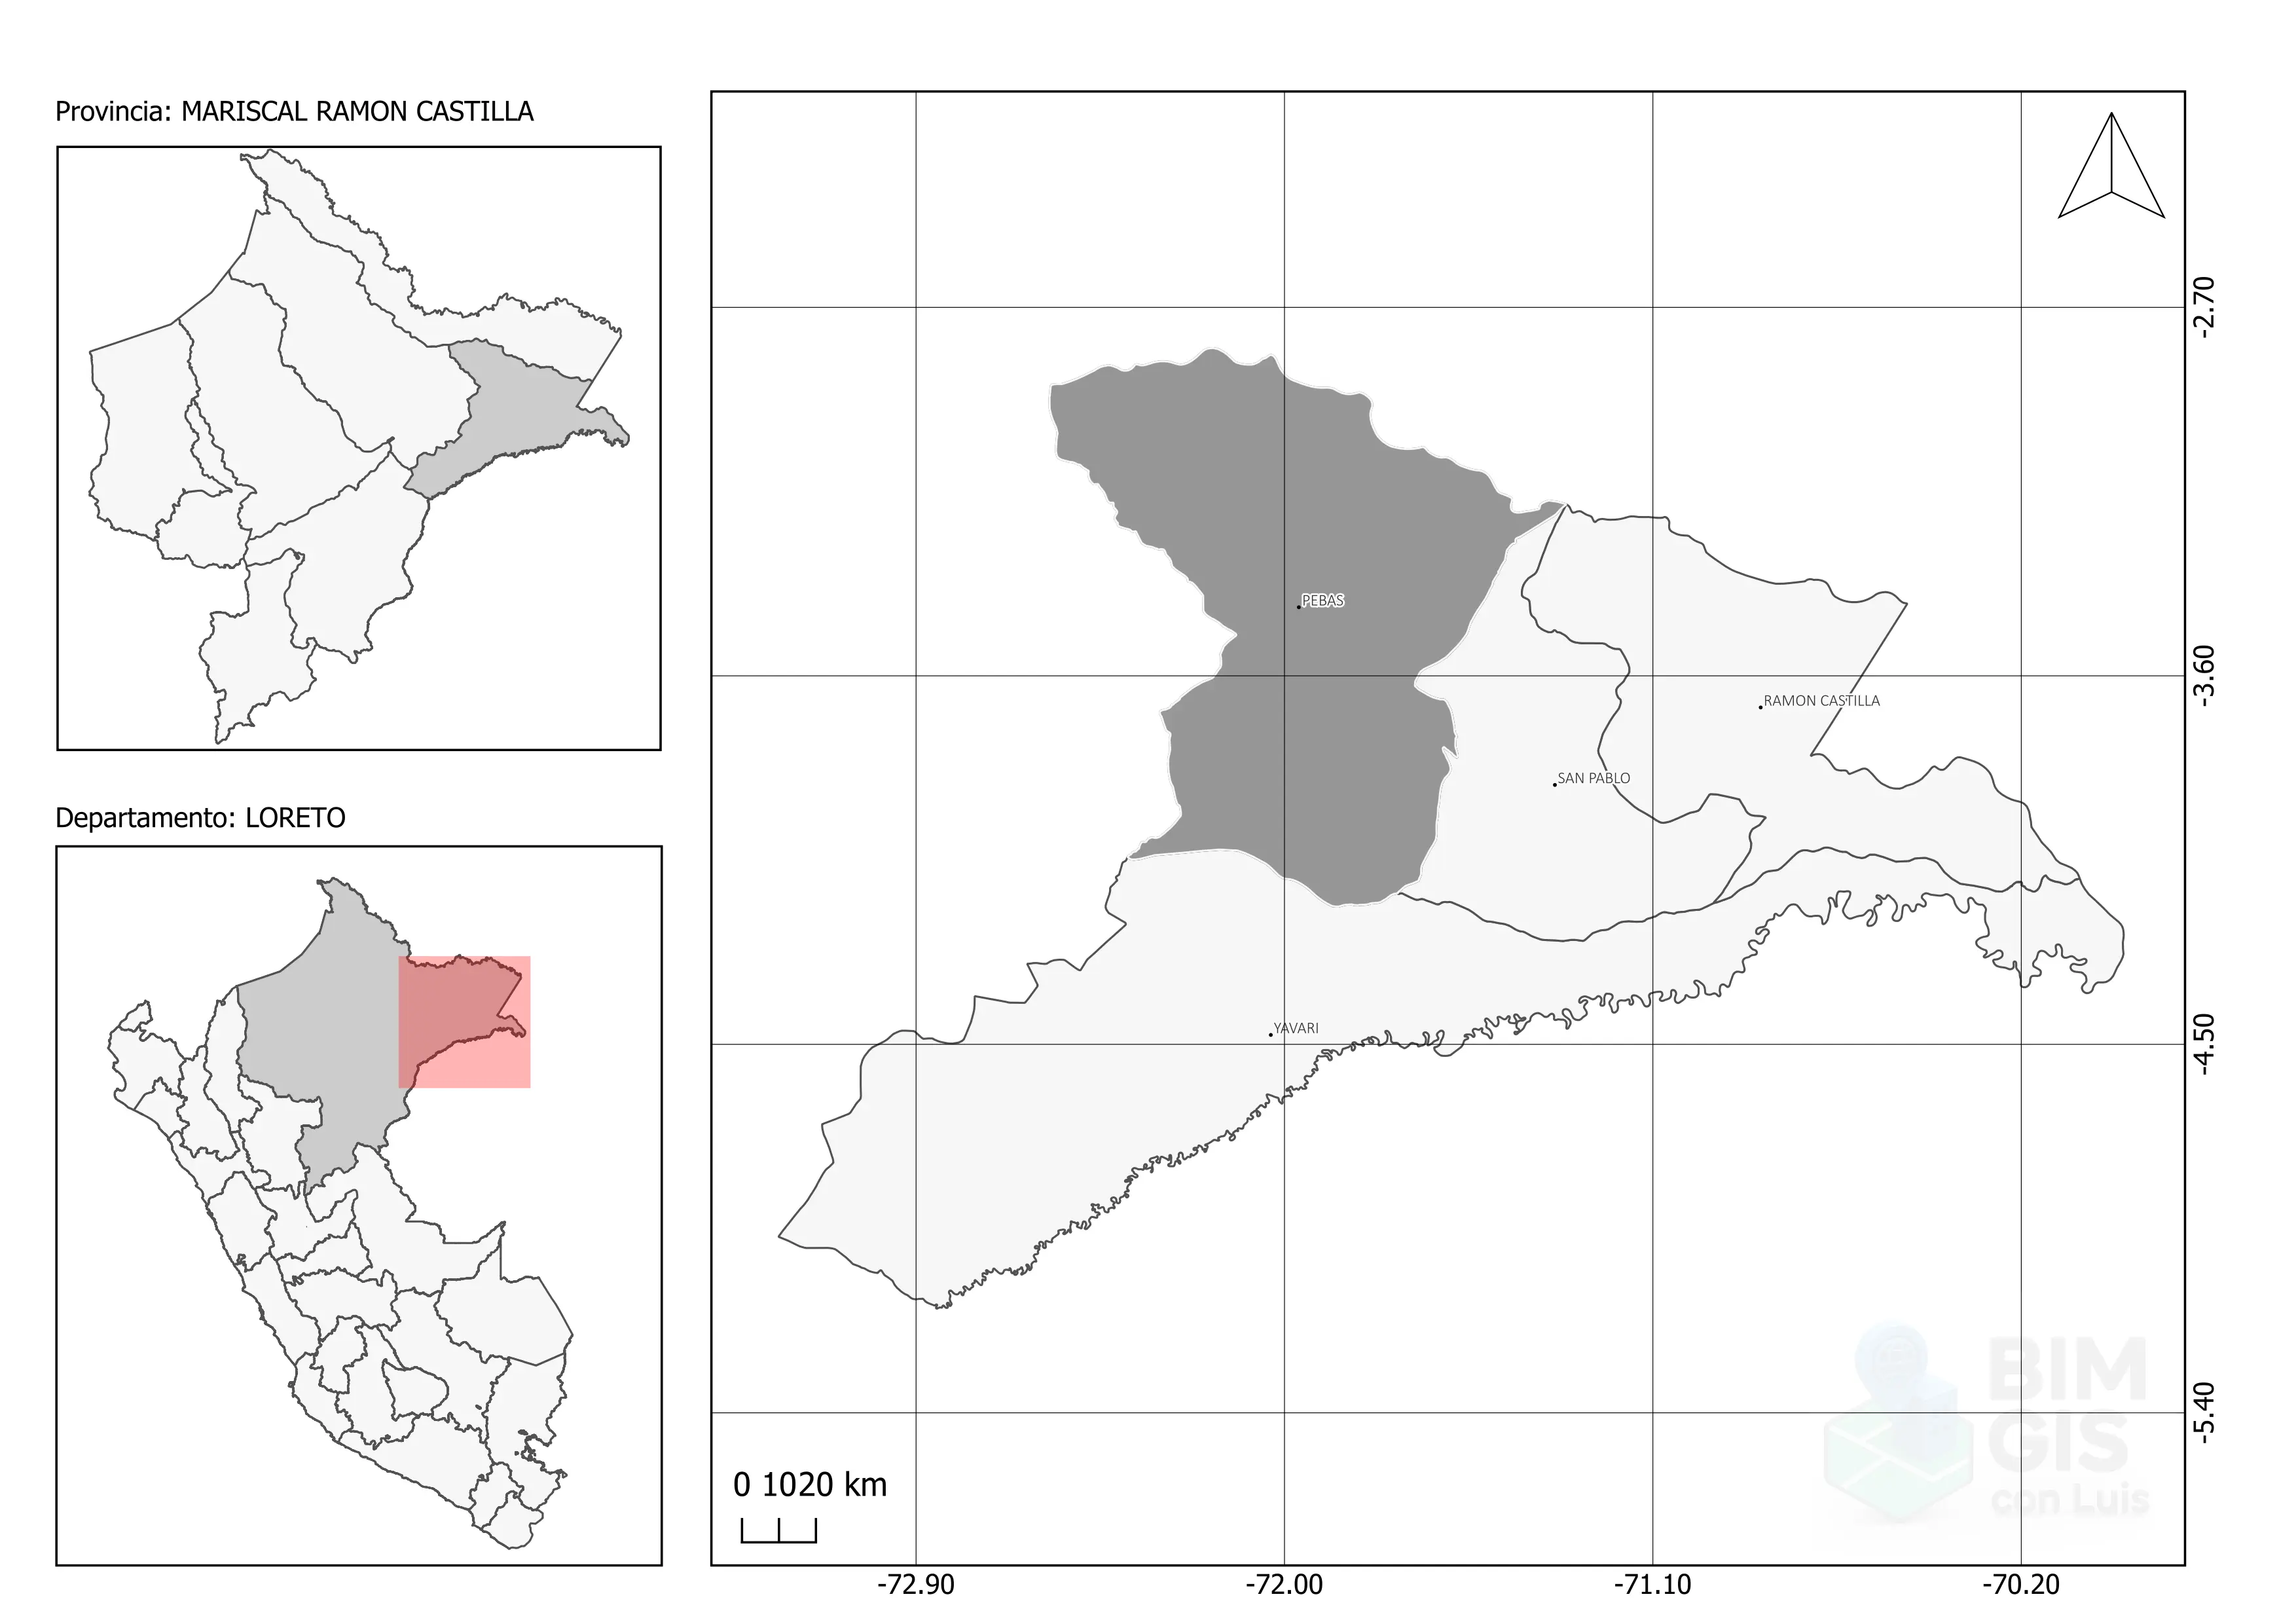 Provincia: MARISCAL RAMON CASTILLA
Departamento: LORETO
PEBAS
RAMON CASTILLA
SAN PABLO
YAVARI
-2.70
-3.60
-4.50
-5.40
0 1020 km
-72.90
-72.00
-71.10
-70.20
BIM
GIS
con Luis